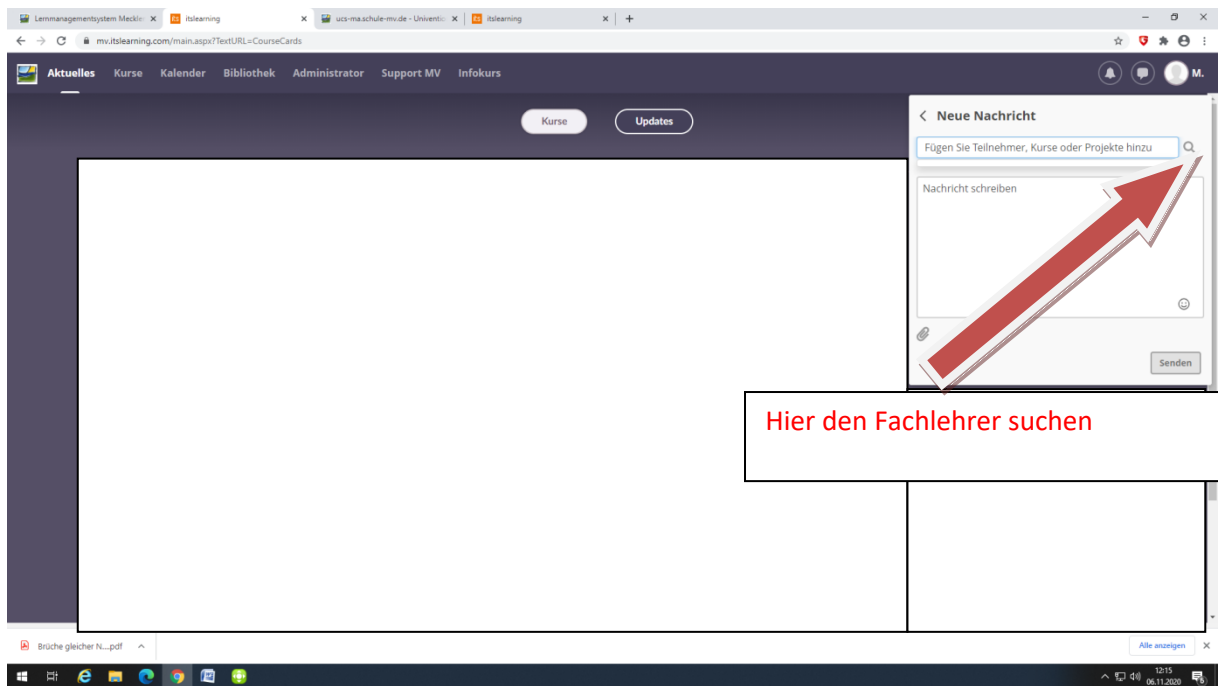 Lernmanagementsystem Meckle
itslearning
ucs-ma.schule-mv.de - Univentio
itslearning
mv.itslearning.com/main.aspx?TextURL=CourseCards
Aktuelles Kurse Kalender Bibliothek Administrator Support MV Infokurs
M.
Kurse Updates
Neue Nachricht
Fügen Sie Teilnehmer, Kurse oder Projekte hinzu
Nachricht schreiben
Senden
Hier den Fachlehrer suchen
Brüche gleicher N....pdf
Alle anzeigen
12:15
06.11.2020